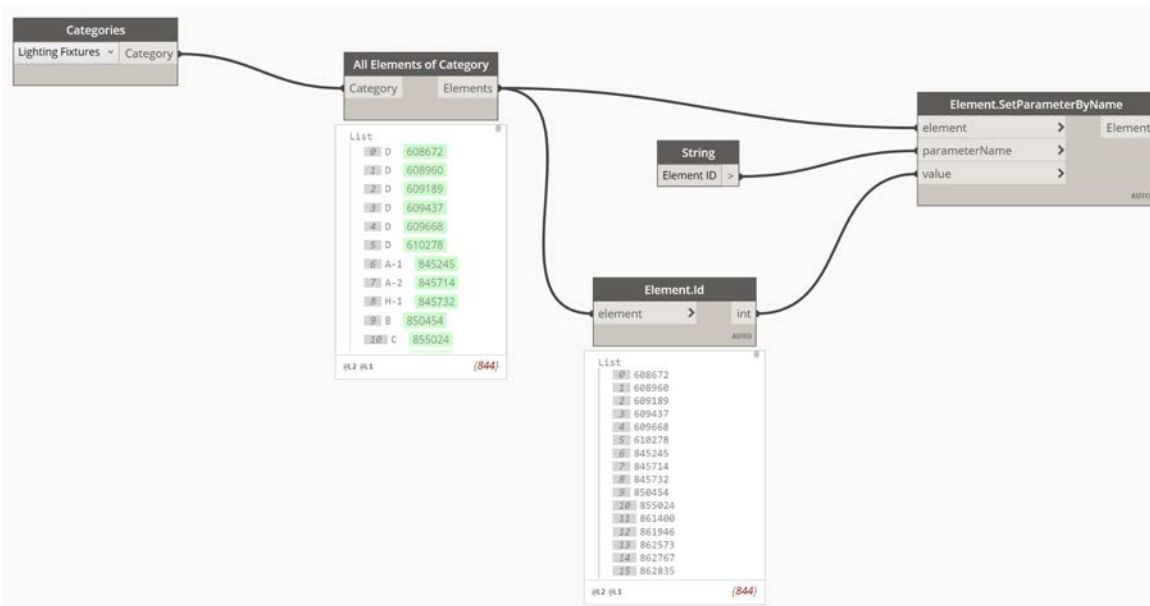 Categories
Lighting Fixtures Category
All Elements of Category
Category Elements
List
0 D 608672
1 D 608960
2 D 609189
3 D 609437
4 D 609668
5 D 610278
6 A-1 845245
7 A-2 845714
8 H-1 845732
9 B 850454
10 C 855024
@L2 @L1 {844}
String
Element ID >
Element.SetParameterByName
element > Element
parameterName >
value >
AUTO
Element.Id
element > int
AUTO
List
0 608672
1 608960
2 609189
3 609437
4 609668
5 610278
6 845245
7 845714
8 845732
9 850454
10 855024
11 861400
12 861946
13 862573
14 862767
15 862835
@L2 @L1 {844}